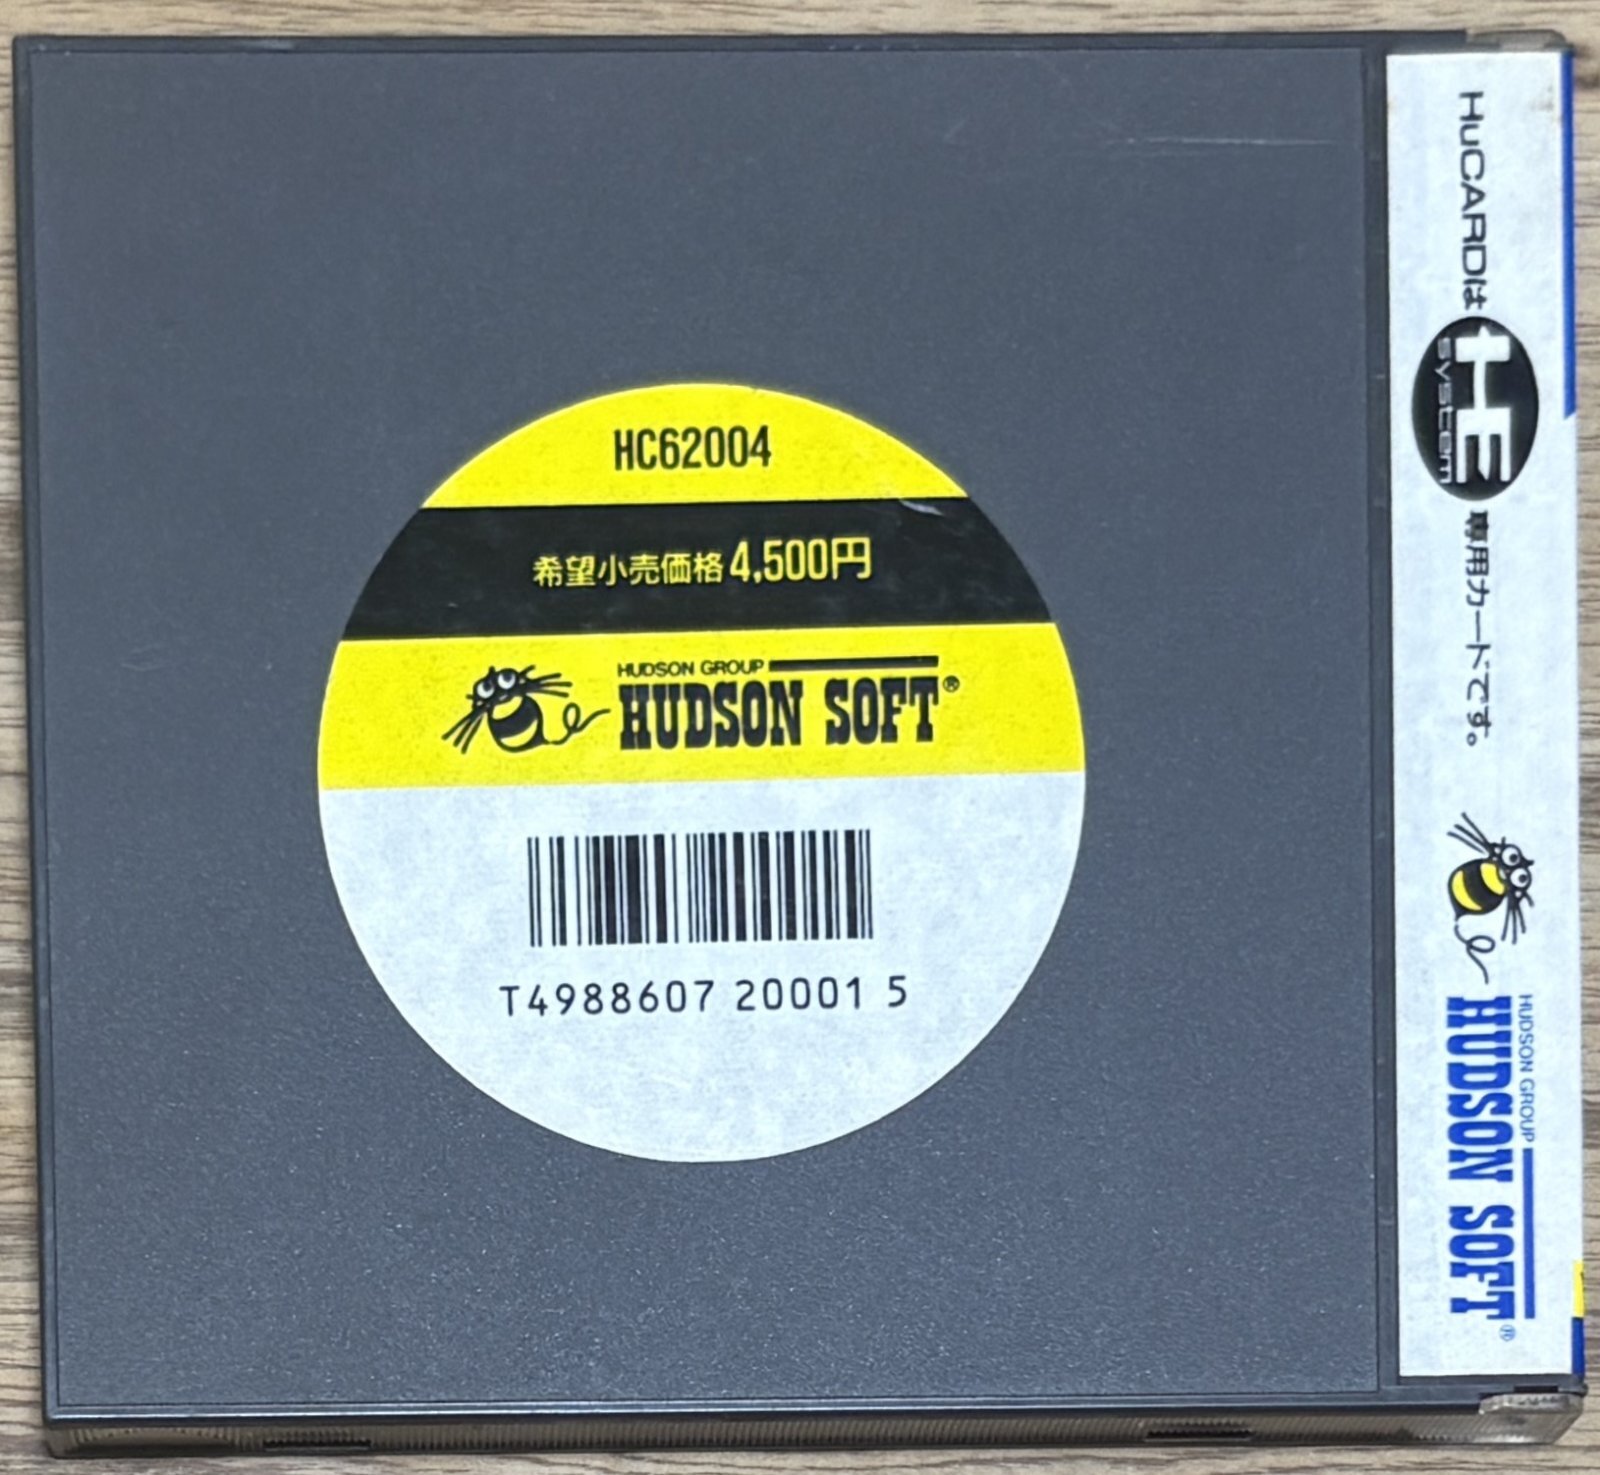 HC62004
希望小売価格4,500円
HUDSON GROUP
HUDSON SOFT®
T4988607 20001 5
HuCARDは HE system 専用カードです。
HUDSON GROUP
HUDSON SOFT®